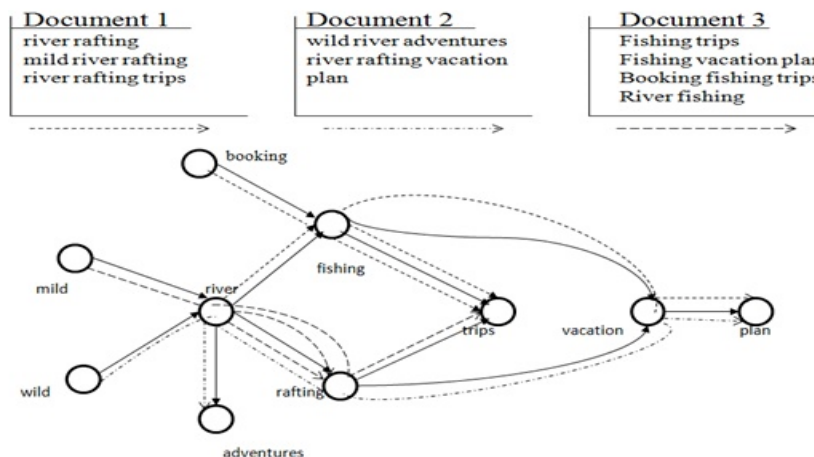 Document 1
river rafting
mild river rafting
river rafting trips
Document 2
wild river adventures
river rafting vacation
plan
Document 3
Fishing trips
Fishing vacation plan
Booking fishing trips
River fishing
booking
fishing
mild
river
trips
vacation
plan
wild
rafting
adventures